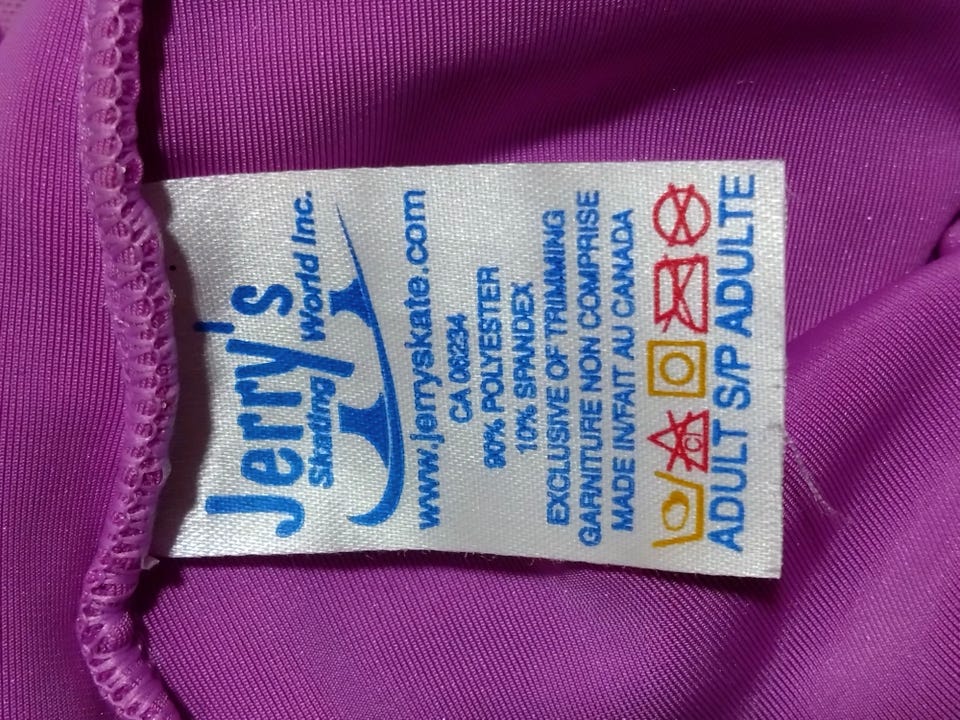 Jerry's
Skating World Inc.
www.jerryskate.com
CA 06234
90% POLYESTER
10% SPANDEX
EXCLUSIVE OF TRIMMING
GARNITURE NON COMPRISE
MADE IN/FAIT AU CANADA
Cl
ADULT S/P ADULTE